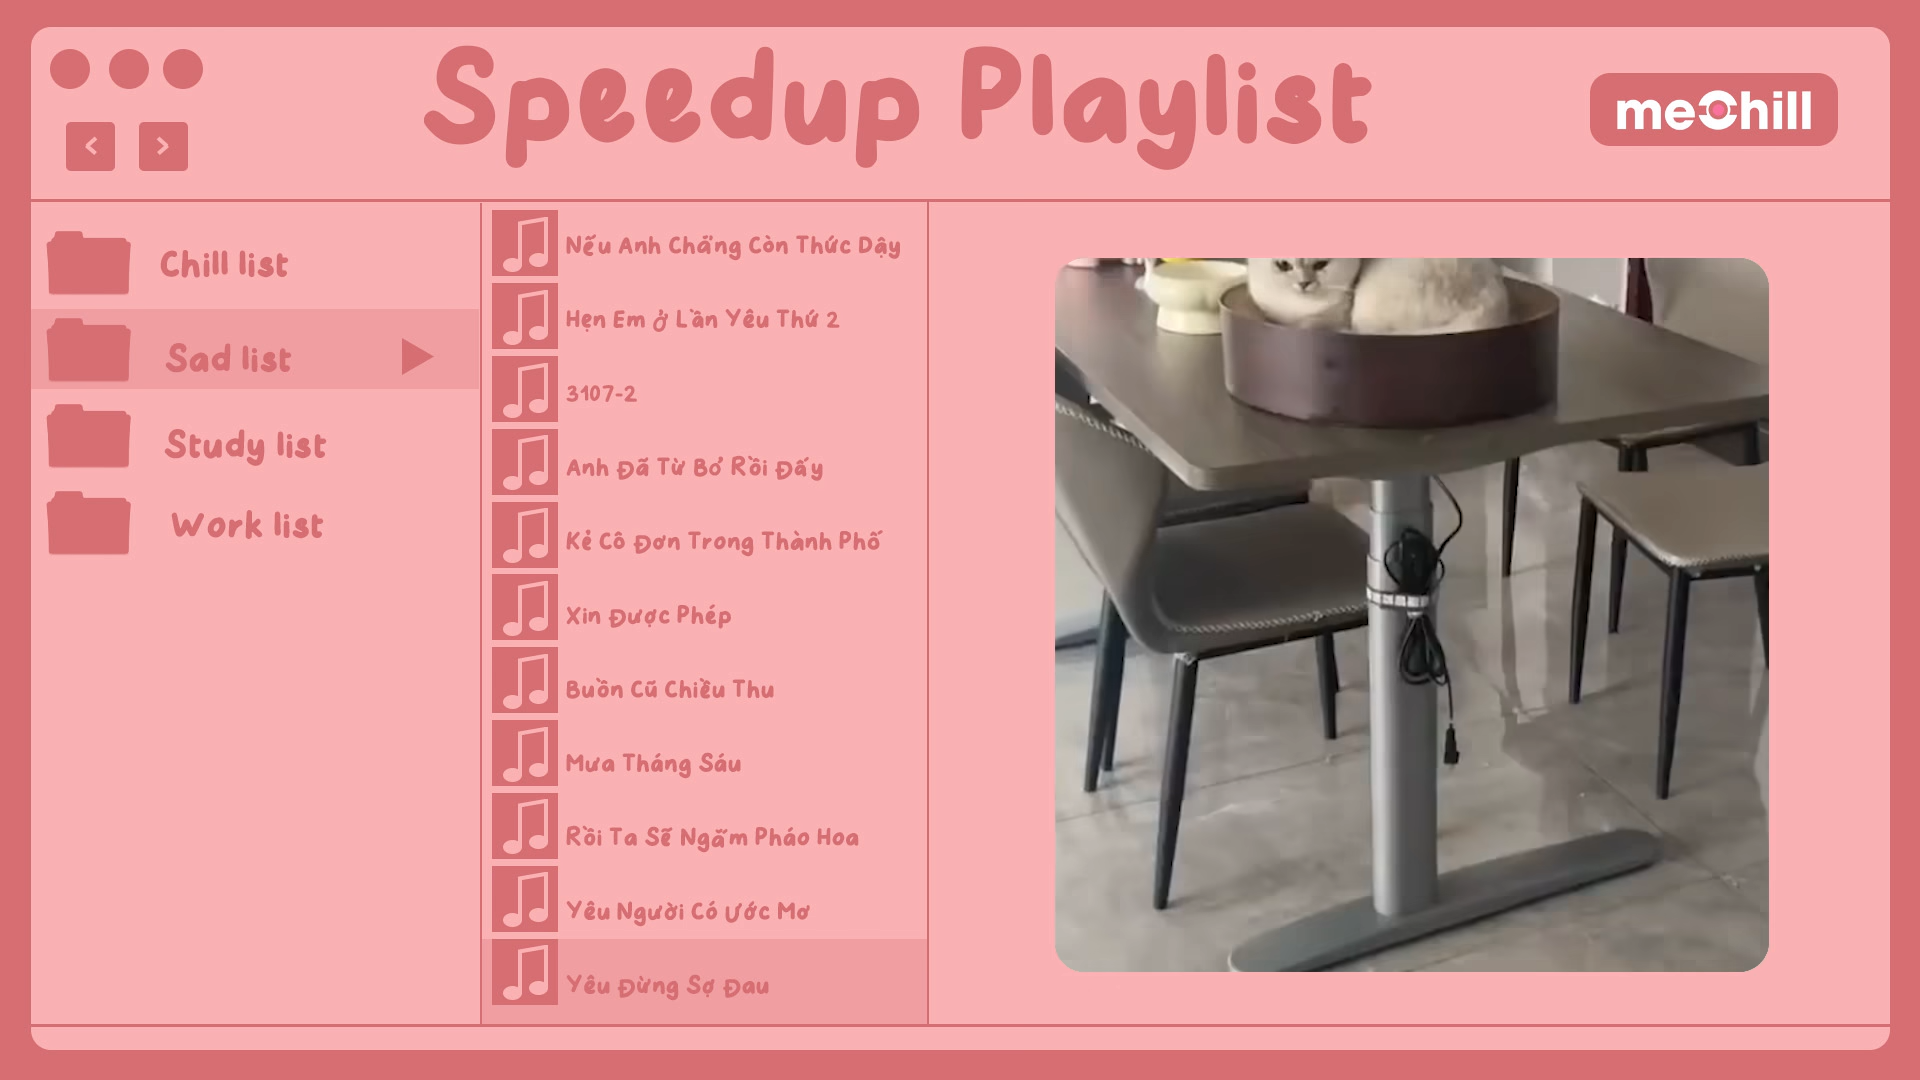 Speedup Playlist
mechill
Chill list
Sad list
Study list
Work list
Nếu Anh Chẳng Còn Thức Dậy
Hẹn Em ở Lần Yêu Thứ 2
3107-2
Anh Đã Từ Bỏ Rồi Đấy
Kẻ Cô Đơn Trong Thành Phố
Xin Được Phép
Buồn Cũ Chiều Thu
Mưa Tháng Sáu
Rồi Ta Sẽ Ngắm Pháo Hoa
Yêu Người Có Ước Mơ
Yêu Đừng Sợ Đau